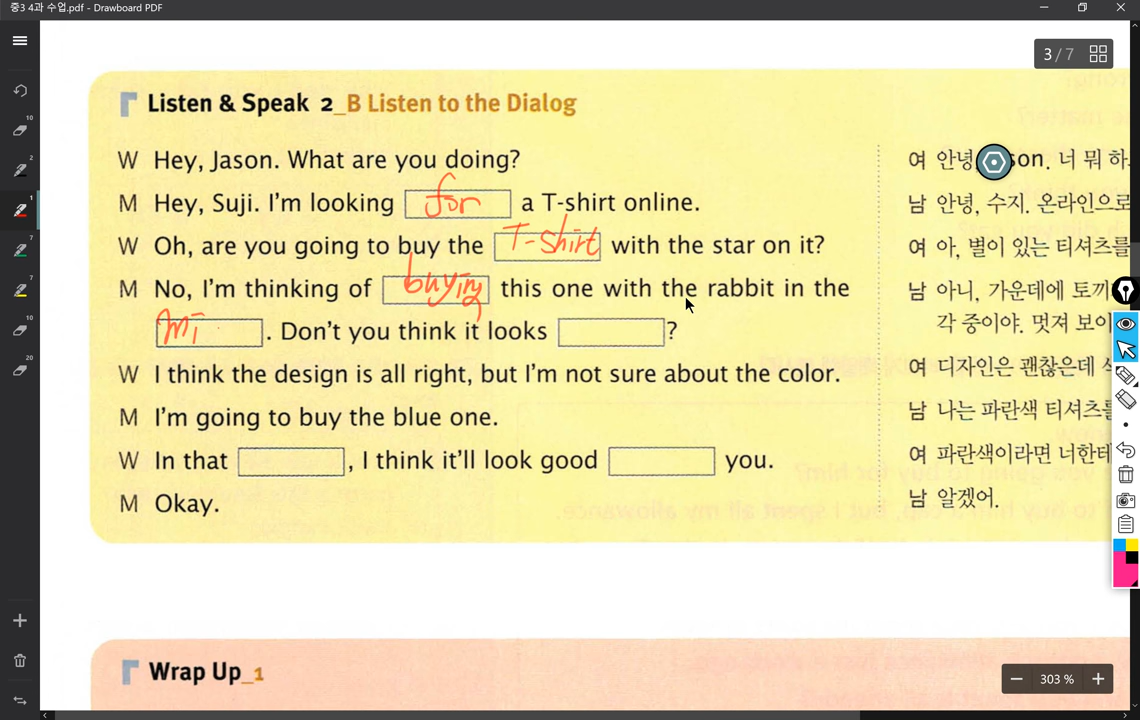 중3 4과 수업.pdf - Drawboard PDF
3 / 7
Listen & Speak 2_B Listen to the Dialog
W Hey, Jason. What are you doing? 여 안녕 son. 너 뭐 하
M Hey, Suji. I'm looking for a T-shirt online. 남 안녕, 수지. 온라인으로
W Oh, are you going to buy the T-shirt with the star on it? 여 아, 별이 있는 티셔츠를
M No, I'm thinking of buying this one with the rabbit in the 남 아니, 가운데에 토끼
mi . Don't you think it looks ? 각 중이야. 멋져 보이
W I think the design is all right, but I'm not sure about the color. 여 디자인은 괜찮은데
M I'm going to buy the blue one. 남 나는 파란색 티셔츠를
W In that , I think it'll look good you. 여 파란색이라면 너한테
M Okay. 남 알겠어.
Wrap Up_1
303 %
10
2
1
7
7
10
20